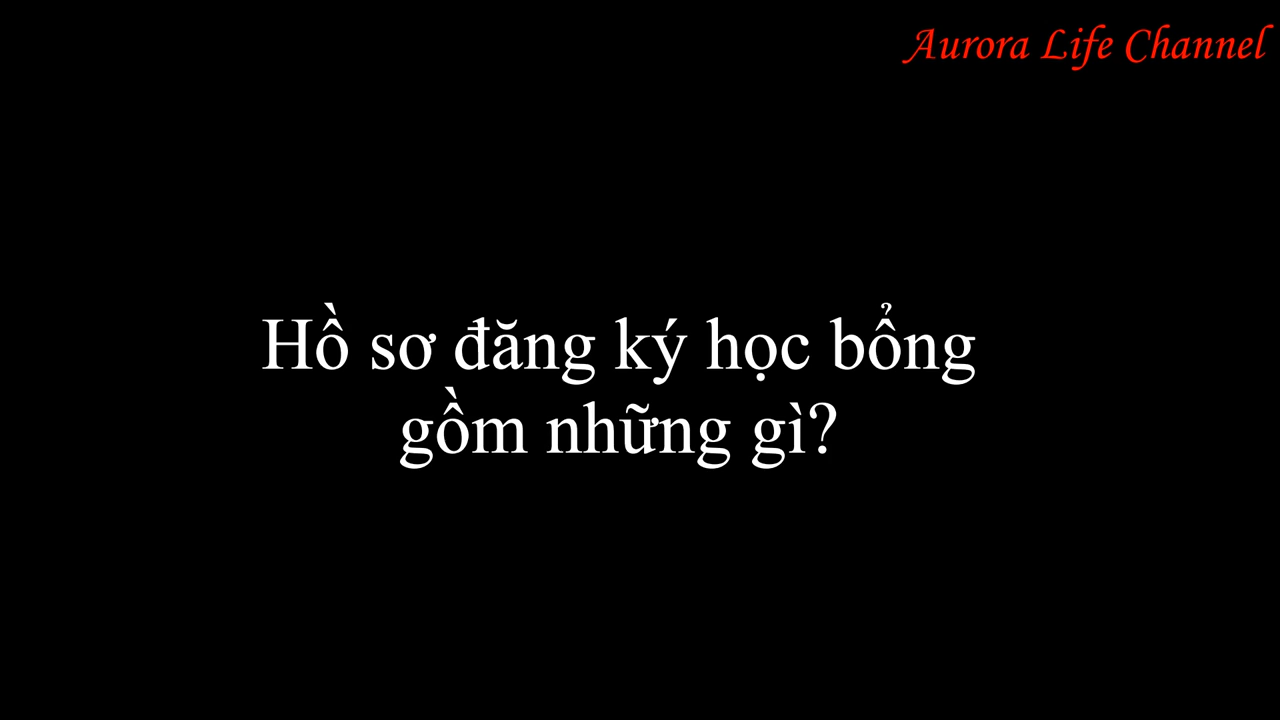 Aurora Life Channel
Hồ sơ đăng ký học bổng
gồm những gì?